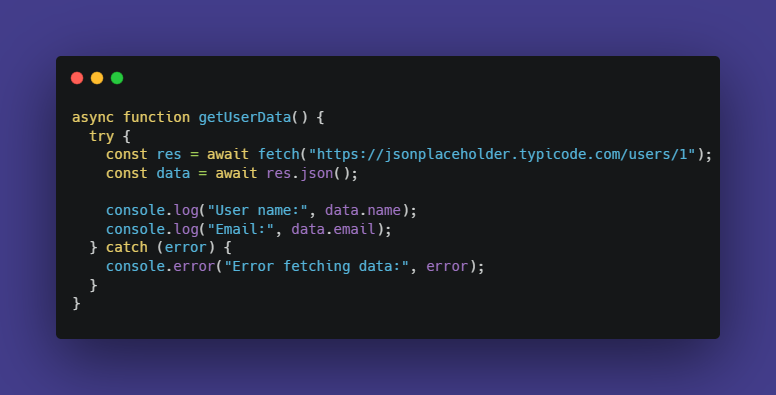 async function getUserData() {
  try {
    const res = await fetch("https://jsonplaceholder.typicode.com/users/1");
    const data = await res.json();

    console.log("User name:", data.name);
    console.log("Email:", data.email);
  } catch (error) {
    console.error("Error fetching data:", error);
  }
}